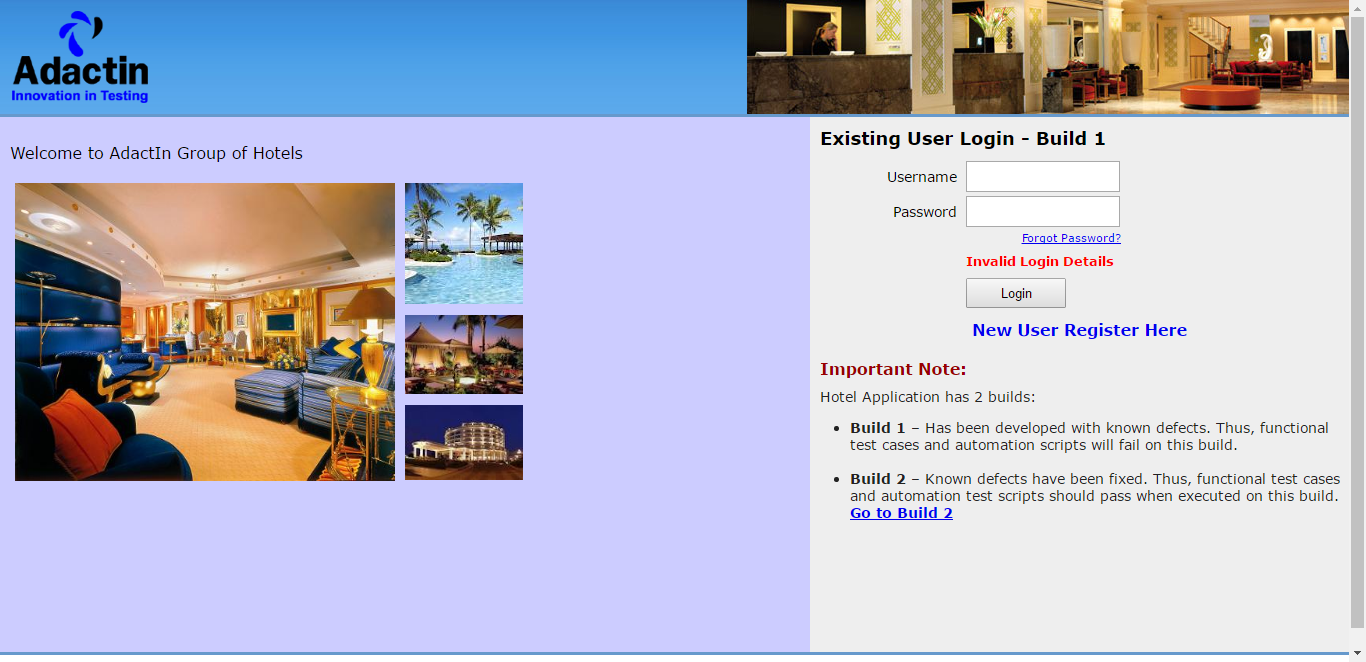 Adactin
Innovation in Testing
Welcome to AdactIn Group of Hotels
Existing User Login - Build 1
Username
Password
Forgot Password?
Invalid Login Details
Login
New User Register Here
Important Note:
Hotel Application has 2 builds:
• Build 1 – Has been developed with known defects. Thus, functional
test cases and automation scripts will fail on this build.
• Build 2 – Known defects have been fixed. Thus, functional test cases
and automation test scripts should pass when executed on this build.
Go to Build 2